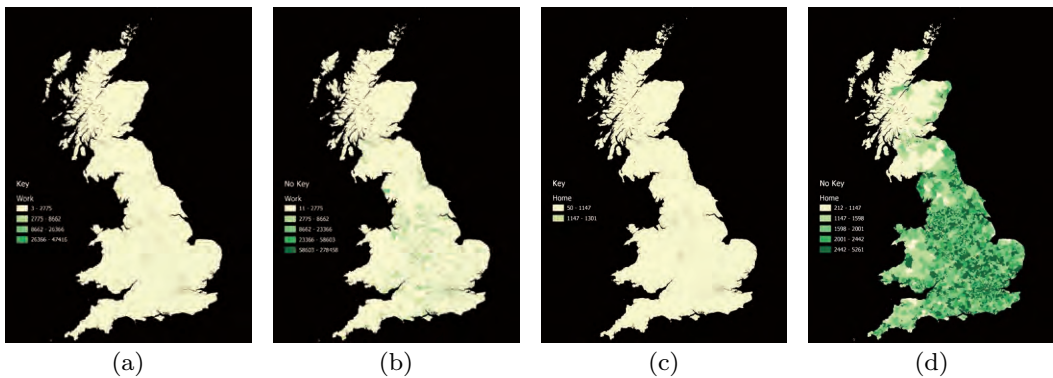 Key
Work
3 - 2775
2775 - 8662
8662 - 26366
26366 - 47416
No Key
Work
11 - 2775
2775 - 8662
8662 - 23366
23366 - 58603
58603 - 270458
Key
Home
50 - 1147
1147 - 1301
No Key
Home
212 - 1147
1147 - 1598
1598 - 2001
2001 - 2442
2442 - 5261
(a)
(b)
(c)
(d)